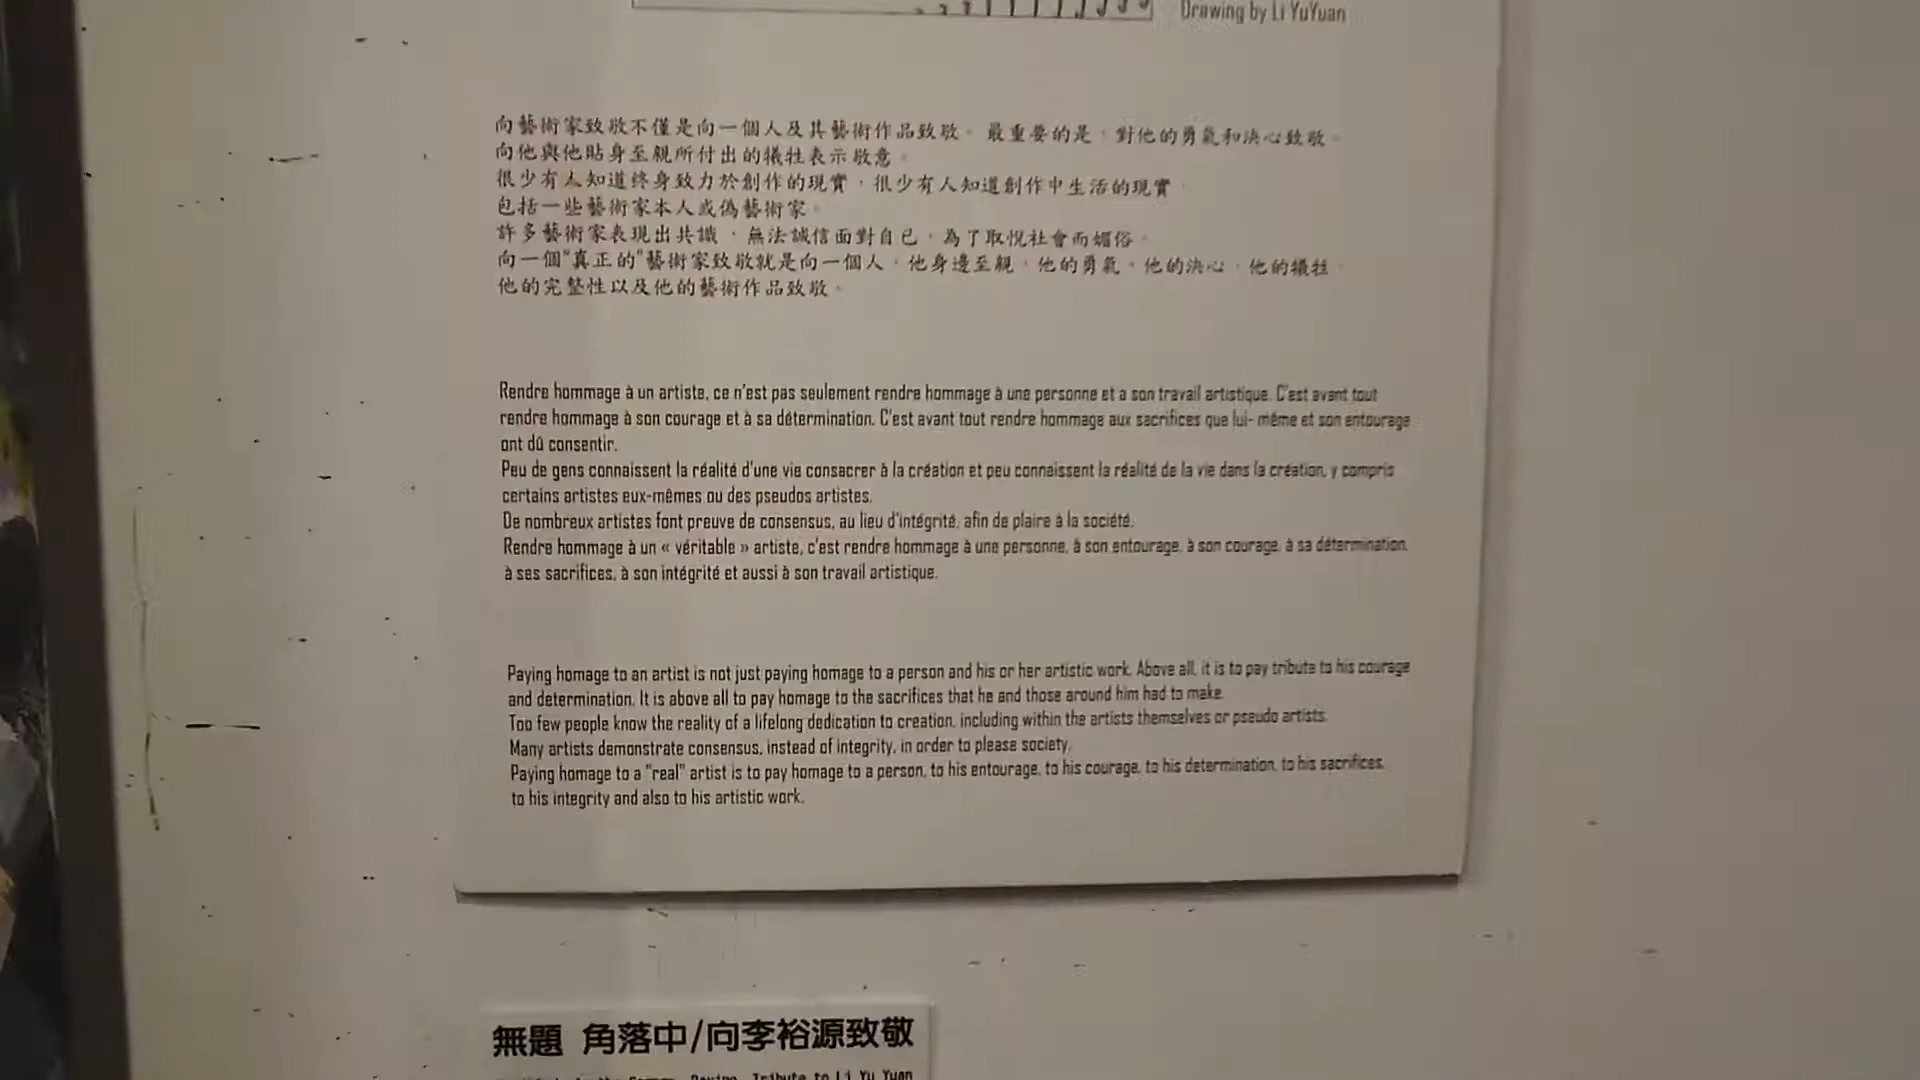 Drawing by Li YuYuan
向藝術家致敬不僅是向一個人及其藝術作品致敬。 最重要的是，對他的勇氣和決心致敬。
向他與他貼身至親所付出的犧牲表示敬意。
很少有人知道终身致力於創作的現實，很少有人知道創作中生活的現實
包括一些藝術家本人或偽藝術家。
許多藝術家表現出共識，無法誠信面對自己，為了取悅社會而媚俗。
向一個"真正的"藝術家致敬就是向一個人，他身邊至親，他的勇氣，他的決心，他的犧牲，
他的完整性以及他的藝術作品致敬。
Rendre hommage à un artiste, ce n'est pas seulement rendre hommage à une personne et a son travail artistique. C'est avant tout
rendre hommage à son courage et à sa détermination. C'est avant tout rendre hommage aux sacrifices que lui- même et son entourage
ont dû consentir.
Peu de gens connaissent la réalité d'une vie consacrer à la création et peu connaissent la réalité de la vie dans la création, y compris
certains artistes eux-mêmes ou des pseudos artistes.
De nombreux artistes font preuve de consensus, au lieu d'intégrité, afin de plaire à la société.
Rendre hommage à un « véritable » artiste, c'est rendre hommage à une personne, à son entourage, à son courage, à sa détermination,
à ses sacrifices, à son intégrité et aussi à son travail artistique.
Paying homage to an artist is not just paying homage to a person and his or her artistic work. Above all, it is to pay tribute to his courage
and determination. It is above all to pay homage to the sacrifices that he and those around him had to make.
Too few people know the reality of a lifelong dedication to creation, including within the artists themselves or pseudo artists.
Many artists demonstrate consensus, instead of integrity, in order to please society.
Paying homage to a "real" artist is to pay homage to a person, to his entourage, to his courage, to his determination, to his sacrifices,
to his integrity and also to his artistic work.
無題 角落中/向李裕源致敬
Tribute to Li Yu Yuan